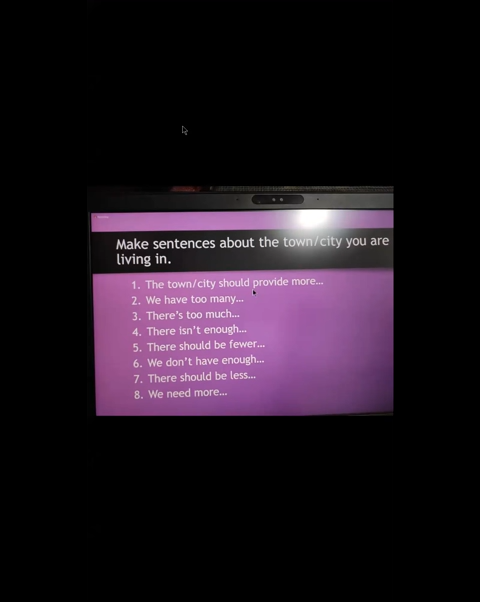 Make sentences about the town/city you are
living in.
1. The town/city should provide more...
2. We have too many...
3. There's too much...
4. There isn't enough...
5. There should be fewer...
6. We don't have enough...
7. There should be less...
8. We need more...